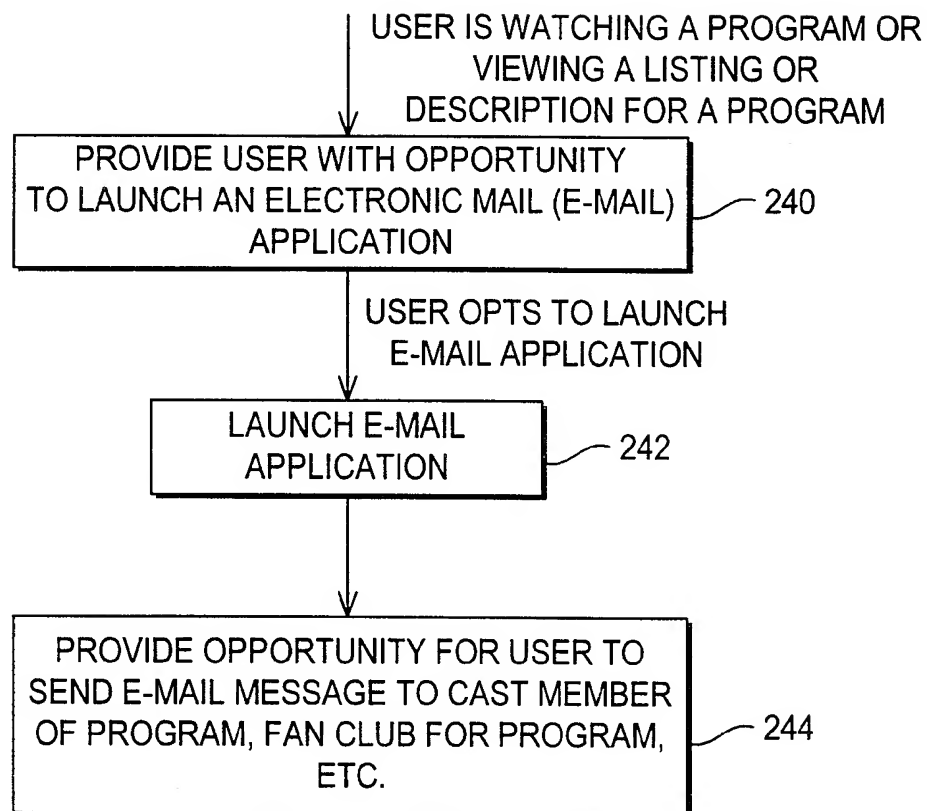 USER IS WATCHING A PROGRAM OR
VIEWING A LISTING OR
DESCRIPTION FOR A PROGRAM
PROVIDE USER WITH OPPORTUNITY
TO LAUNCH AN ELECTRONIC MAIL (E-MAIL)
APPLICATION
240
USER OPTS TO LAUNCH
E-MAIL APPLICATION
LAUNCH E-MAIL
APPLICATION
242
PROVIDE OPPORTUNITY FOR USER TO
SEND E-MAIL MESSAGE TO CAST MEMBER
OF PROGRAM, FAN CLUB FOR PROGRAM,
ETC.
244